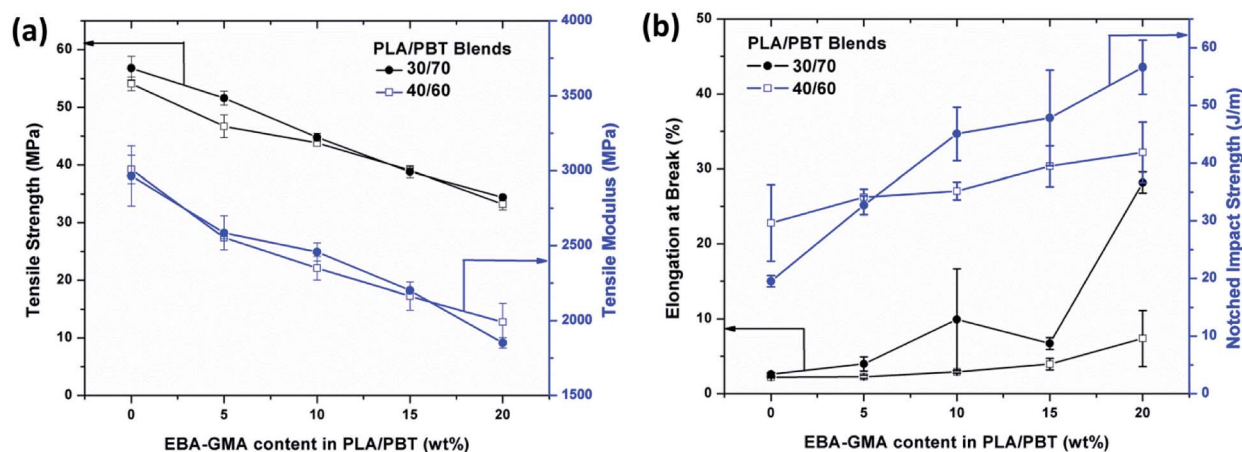 (a)
PLA/PBT Blends
30/70
40/60
Tensile Strength (MPa)
0
10
20
30
40
50
60
Tensile Modulus (MPa)
1500
2000
2500
3000
3500
4000
0 5 10 15 20
EBA-GMA content in PLA/PBT (wt%)
(b)
PLA/PBT Blends
30/70
40/60
Elongation at Break (%)
0
10
20
30
40
50
Notched Impact Strength (J/m)
0
10
20
30
40
50
60
0 5 10 15 20
EBA-GMA content in PLA/PBT (wt%)